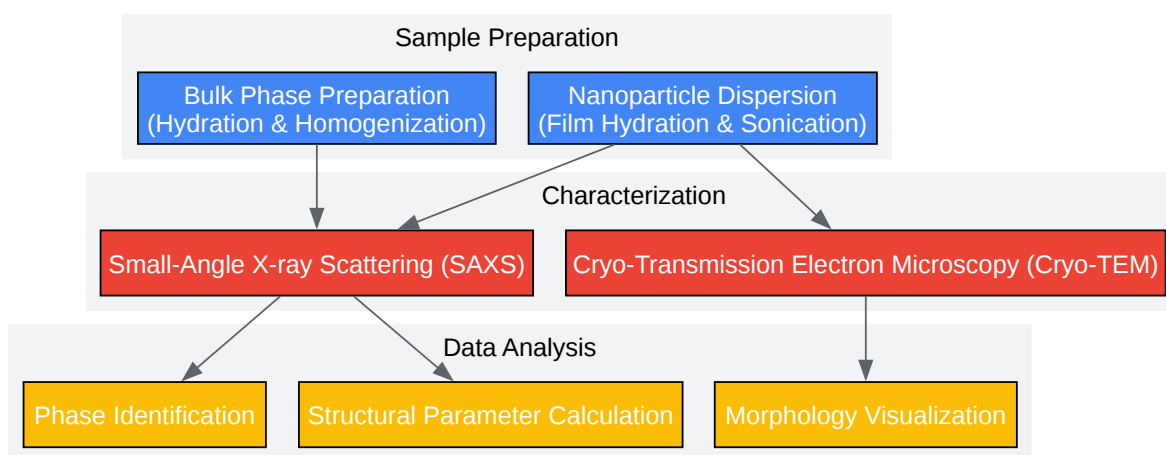 Sample Preparation
Bulk Phase Preparation
(Hydration & Homogenization)
Nanoparticle Dispersion
(Film Hydration & Sonication)
Characterization
Small-Angle X-ray Scattering (SAXS)
Cryo-Transmission Electron Microscopy (Cryo-TEM)
Data Analysis
Phase Identification
Structural Parameter Calculation
Morphology Visualization